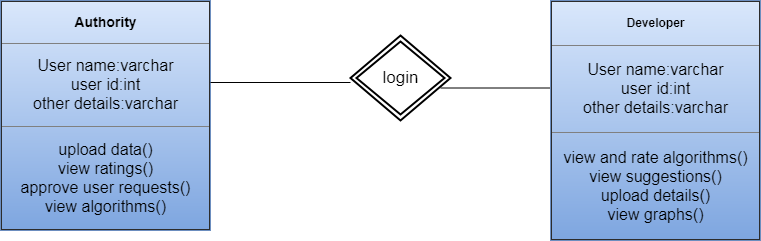 Authority
User name:varchar
user id:int
other details:varchar
upload data()
view ratings()
approve user requests()
view algorithms()
login
Developer
User name:varchar
user id:int
other details:varchar
view and rate algorithms()
view suggestions()
upload details()
view graphs()